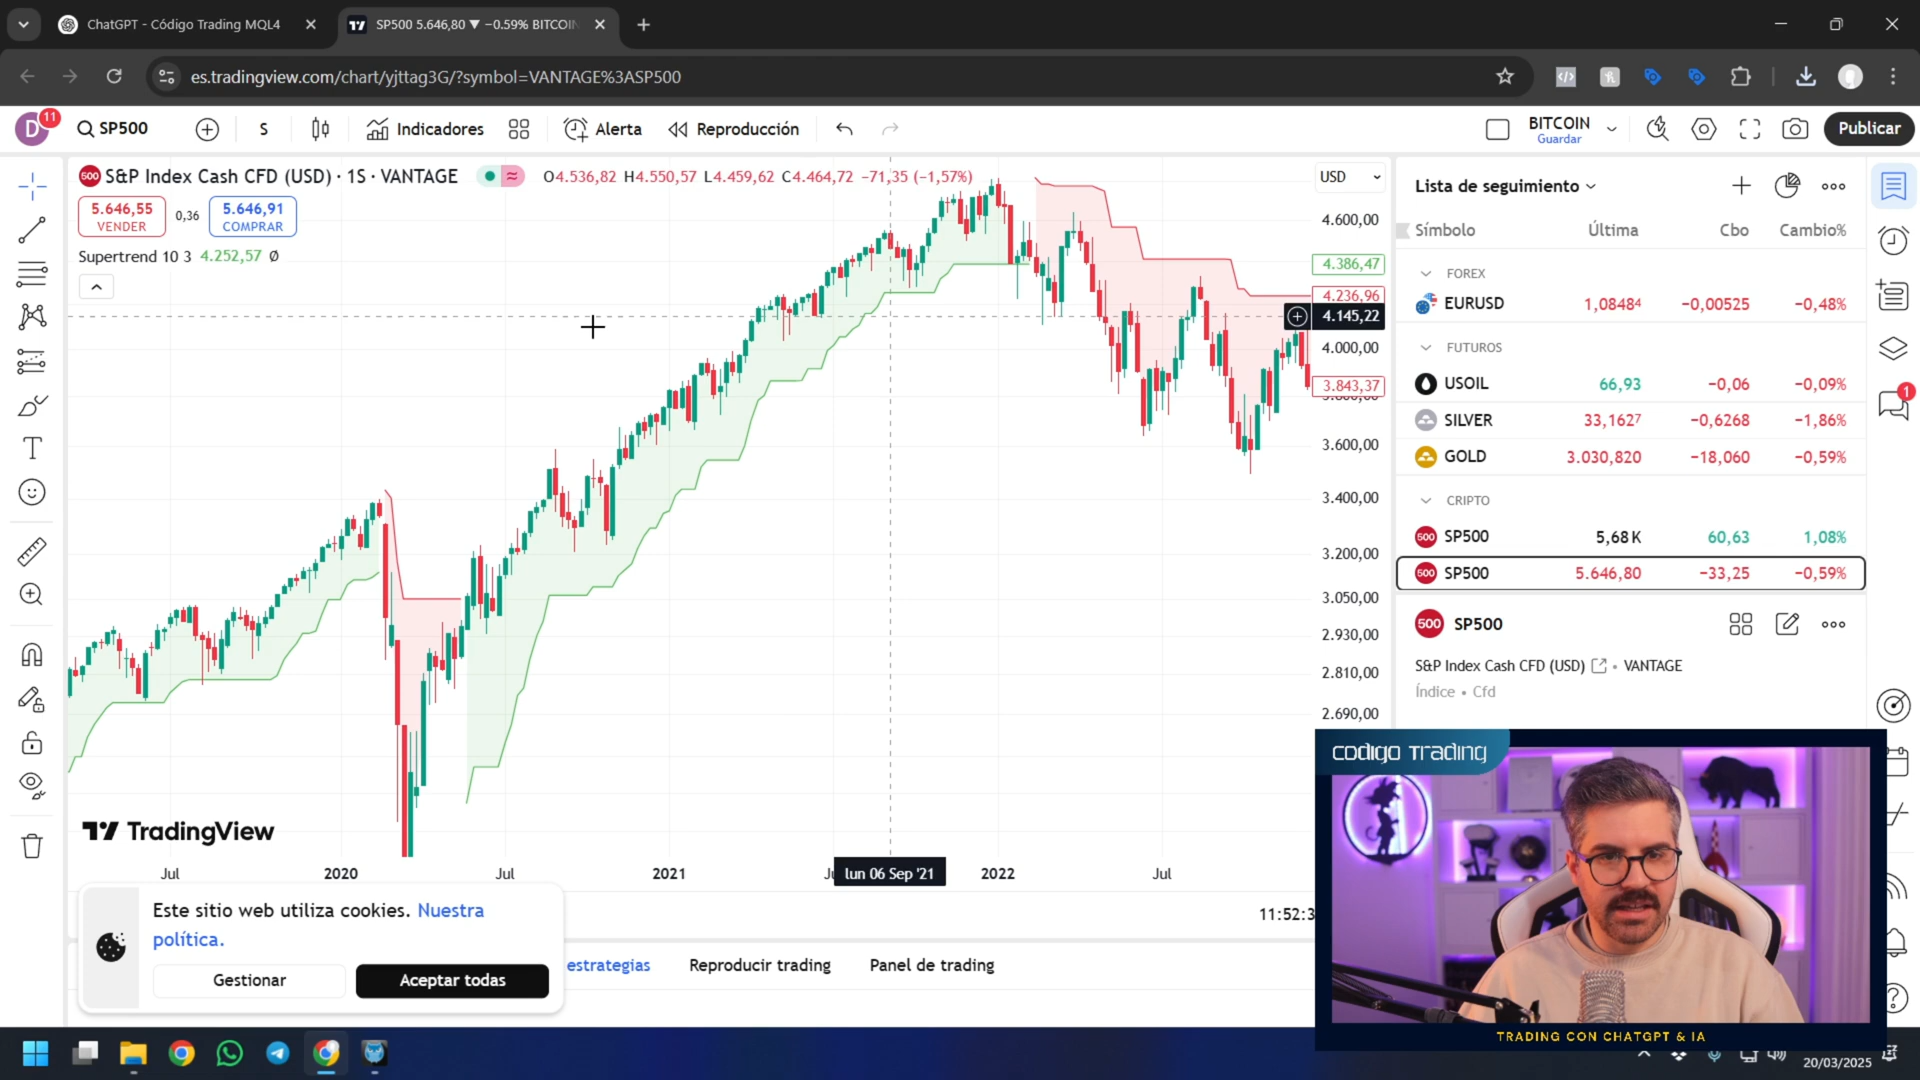 ChatGPT - Código Trading MQL4
SP500 5.646,80 ▼ −0.59% BITCOIN
es.tradingview.com/chart/yjttag3G/?symbol=VANTAGE%3ASP500
D
11
SP500
S
Indicadores
Alerta
Reproducción
BITCOIN
Guardar
Publicar
500
S&P Index Cash CFD (USD) · 1S · VANTAGE
O4.536,82 H4.550,57 L4.459,62 C4.464,72 −71,35 (−1,57%)
5.646,55
VENDER
0,36
5.646,91
COMPRAR
Supertrend 10 3 4.252,57 Ø
USD
4.600,00
4.386,47
4.236,96
4.145,22
4.000,00
3.843,37
3.600,00
3.400,00
3.200,00
3.050,00
2.930,00
2.810,00
2.690,00
TradingView
Jul
2020
Jul
2021
lun 06 Sep '21
2022
Jul
11:52:3
Este sitio web utiliza cookies. Nuestra
política.
Gestionar
Aceptar todas
estrategias
Reproducir trading
Panel de trading
Lista de seguimiento
Símbolo Última Cbo Cambio%
FOREX
EURUSD 1,08484 −0,00525 −0,48%
FUTUROS
USOIL 66,93 −0,06 −0,09%
SILVER 33,1627 −0,6268 −1,86%
GOLD 3.030,820 −18,060 −0,59%
CRIPTO
500 SP500 5,68 K 60,63 1,08%
500 SP500 5.646,80 −33,25 −0,59%
500 SP500
S&P Index Cash CFD (USD) • VANTAGE
Índice • Cfd
1
codigo Trading
TRADING CON CHATGPT & IA
20/03/2025